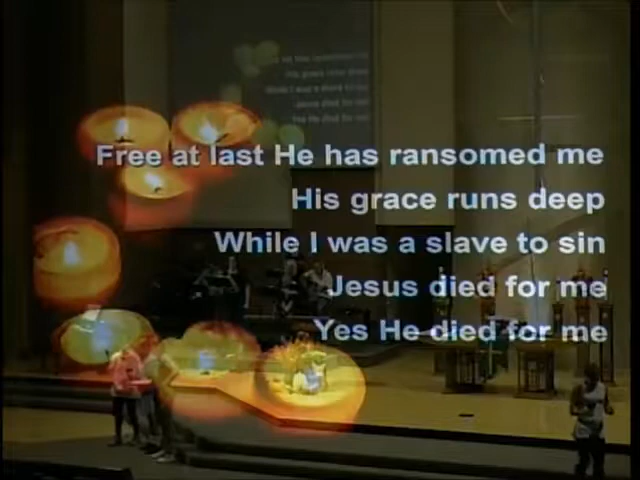 Free at last He has ransomed me
His grace runs deep
While I was a slave to sin
Jesus died for me
Yes He died for me